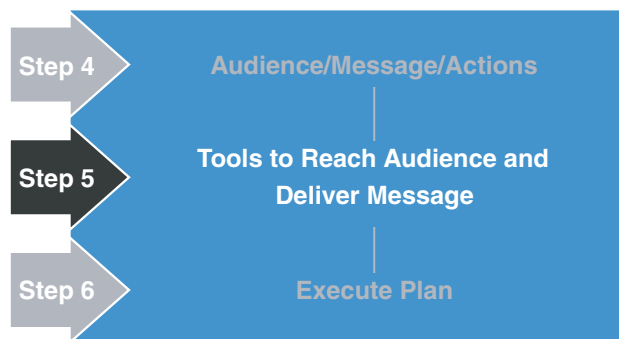 Step 4
Audience/Message/Actions
Step 5
Tools to Reach Audience and
Deliver Message
Step 6
Execute Plan